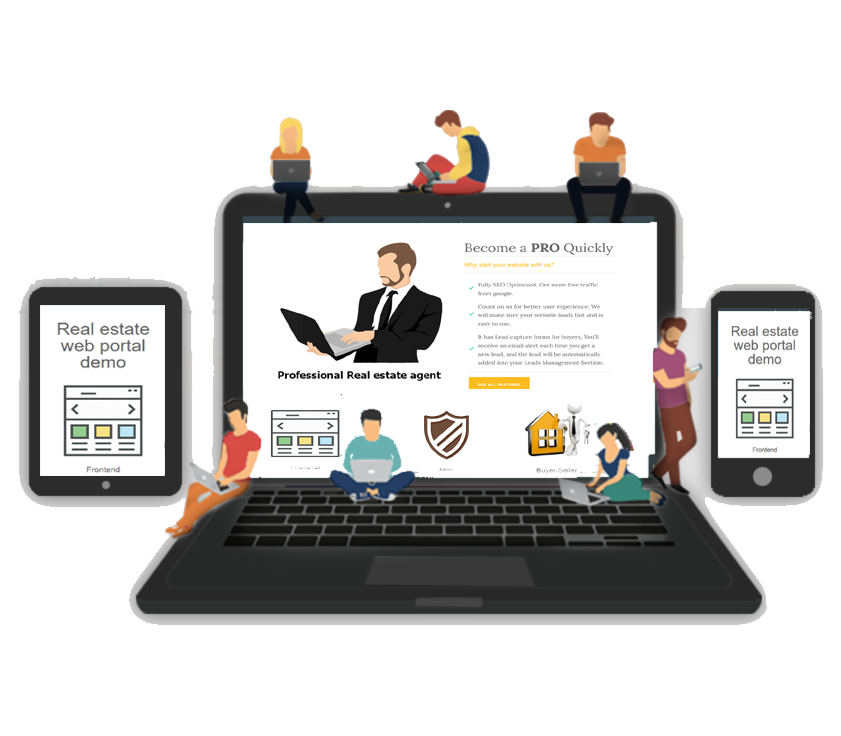 Real estate
web portal
demo
Frontend
Become a PRO Quickly
Why start your website with us?
Fully SEO Optimized. Get more free traffic
from google.
Count on us for better user experience, We
will make sure your website loads fast and is
easy to use.
It has Lead capture forms for buyers, You'll
receive an email alert each time you get a
new lead, and the lead will be automatically
added into your Leads Management Section.
SEE ALL FEATURES
Professional Real estate agent
Buyer/Seller
Real estate
web portal
demo
Frontend